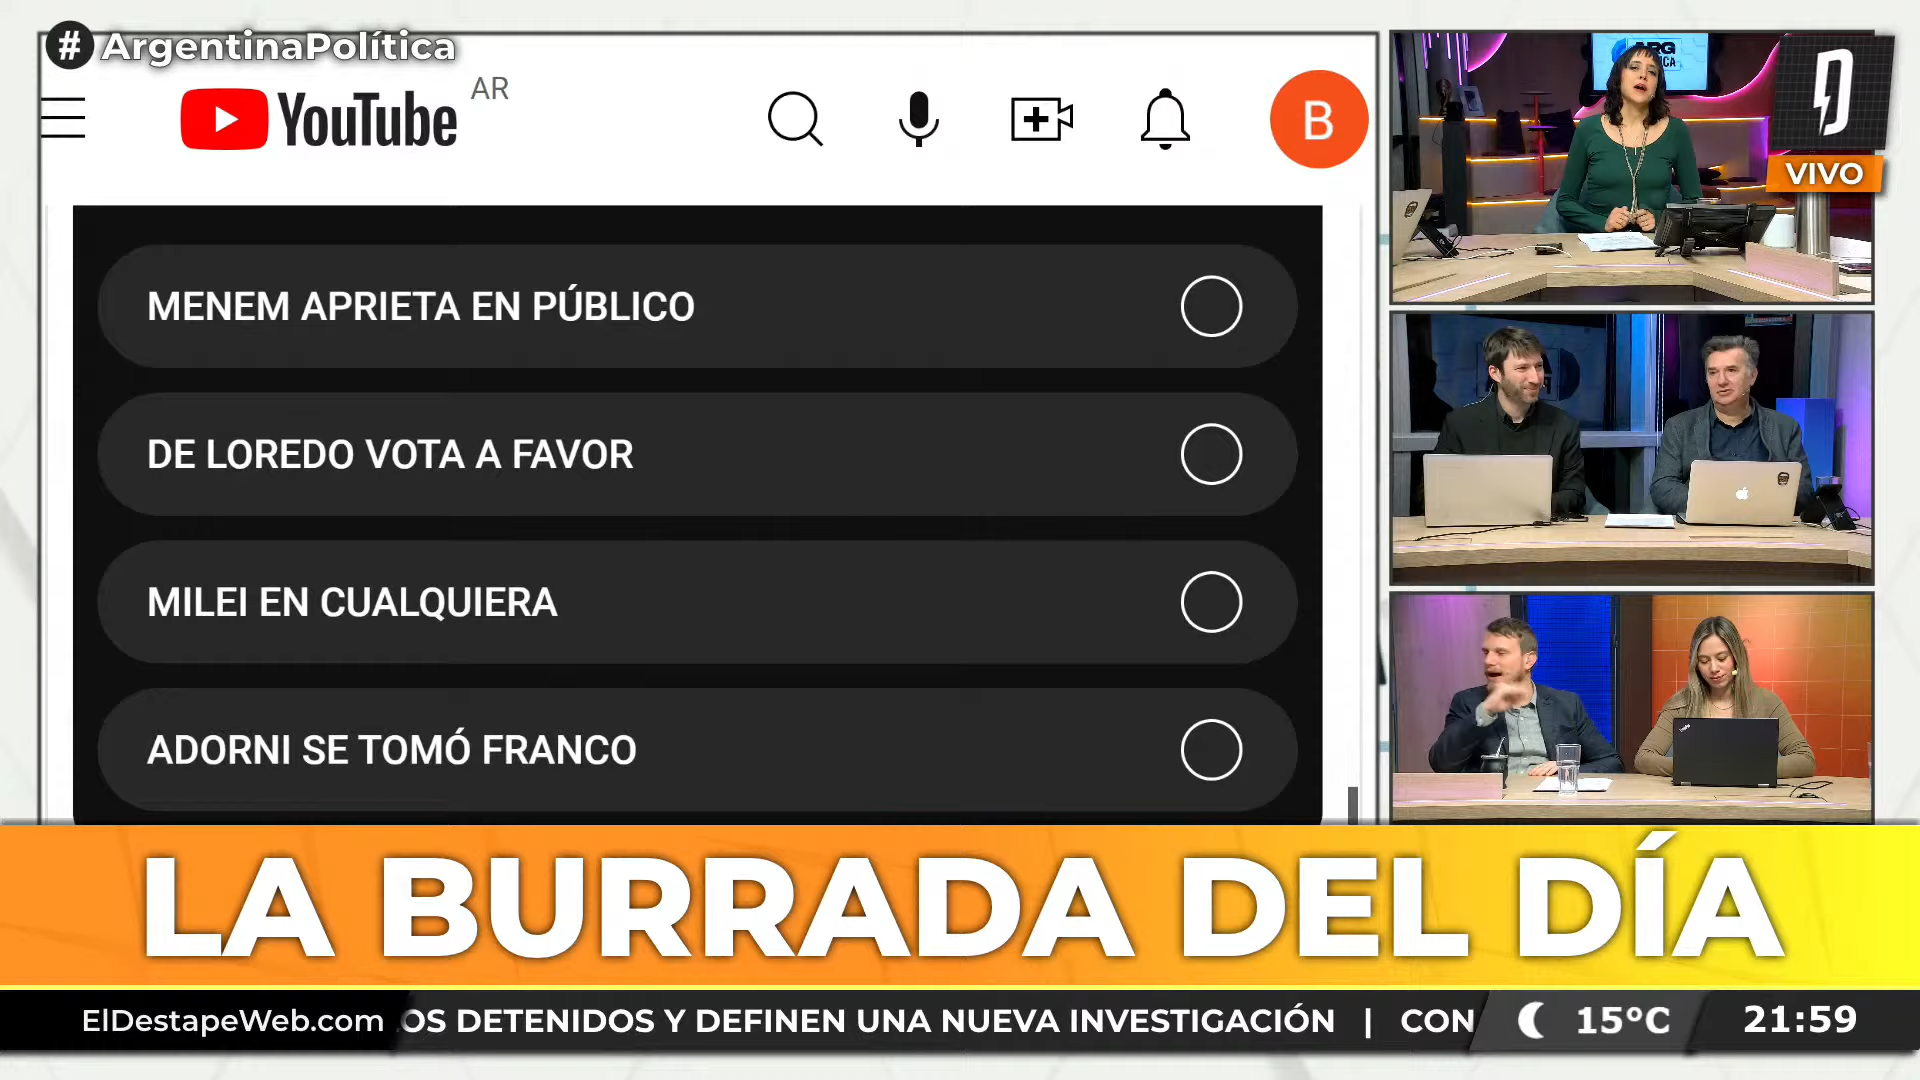 #ArgentinaPolítica
YouTube AR
B
MENEM APRIETA EN PÚBLICO
DE LOREDO VOTA A FAVOR
MILEI EN CUALQUIERA
ADORNI SE TOMÓ FRANCO
ARG
VIVO
LA BURRADA DEL DÍA
ElDestapeWeb.com
OS DETENIDOS Y DEFINEN UNA NUEVA INVESTIGACIÓN | CON
15°C
21:59